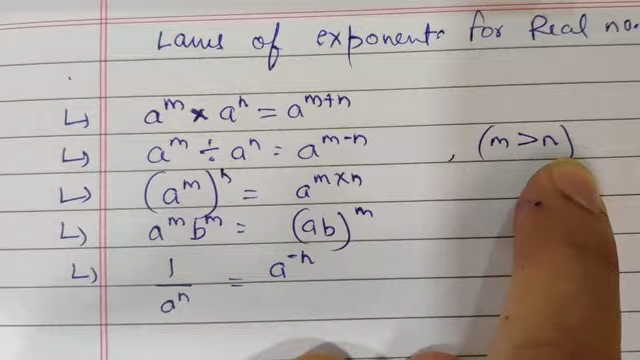 Laws of exponents for Real no.
↳ a^m × a^n = a^{m+n}
↳ a^m ÷ a^n = a^{m-n} , (m > n)
↳ (a^m)^n = a^{m×n}
↳ a^m b^m = (ab)^m
↳ 1/a^n = a^{-n}